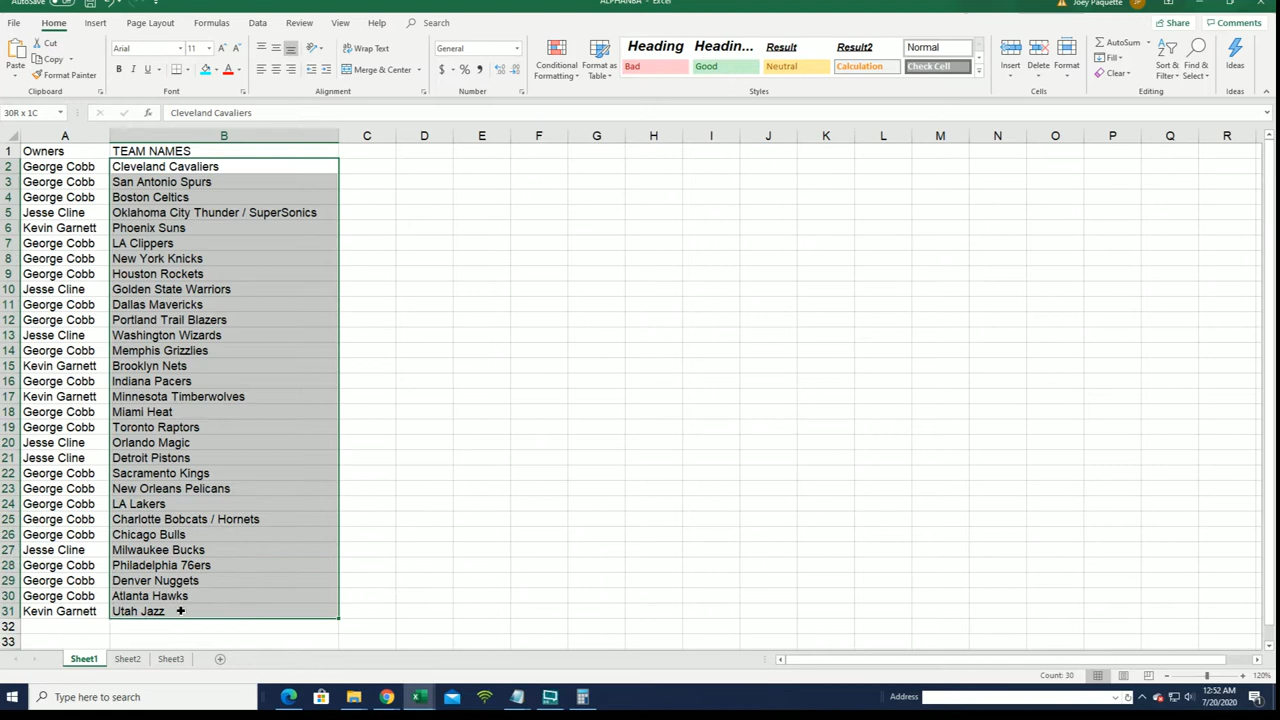 ALPHANBA - Excel
Joey Paquette JP
File Home Insert Page Layout Formulas Data Review View Help Search Share Comments
Cut Arial 11 Wrap Text General Heading Headin... Result Result2 Normal AutoSum
Copy Fill
Paste Format Painter Merge & Center Conditional Formatting Format as Table Bad Good Neutral Calculation Check Cell Insert Delete Format Clear Sort & Filter Find & Select Ideas
Clipboard Font Alignment Number Styles Cells Editing Ideas
30R x 1C fx Cleveland Cavaliers
A B C D E F G H I J K L M N O P Q R
1 Owners TEAM NAMES
2 George Cobb Cleveland Cavaliers
3 George Cobb San Antonio Spurs
4 George Cobb Boston Celtics
5 Jesse Cline Oklahoma City Thunder / SuperSonics
6 Kevin Garnett Phoenix Suns
7 George Cobb LA Clippers
8 George Cobb New York Knicks
9 George Cobb Houston Rockets
10 Jesse Cline Golden State Warriors
11 George Cobb Dallas Mavericks
12 George Cobb Portland Trail Blazers
13 Jesse Cline Washington Wizards
14 George Cobb Memphis Grizzlies
15 Kevin Garnett Brooklyn Nets
16 George Cobb Indiana Pacers
17 Kevin Garnett Minnesota Timberwolves
18 George Cobb Miami Heat
19 George Cobb Toronto Raptors
20 Jesse Cline Orlando Magic
21 Jesse Cline Detroit Pistons
22 George Cobb Sacramento Kings
23 George Cobb New Orleans Pelicans
24 George Cobb LA Lakers
25 George Cobb Charlotte Bobcats / Hornets
26 George Cobb Chicago Bulls
27 Jesse Cline Milwaukee Bucks
28 George Cobb Philadelphia 76ers
29 George Cobb Denver Nuggets
30 George Cobb Atlanta Hawks
31 Kevin Garnett Utah Jazz
32
33
Sheet1 Sheet2 Sheet3
Count: 30 120%
Type here to search Address 12:52 AM
7/20/2020